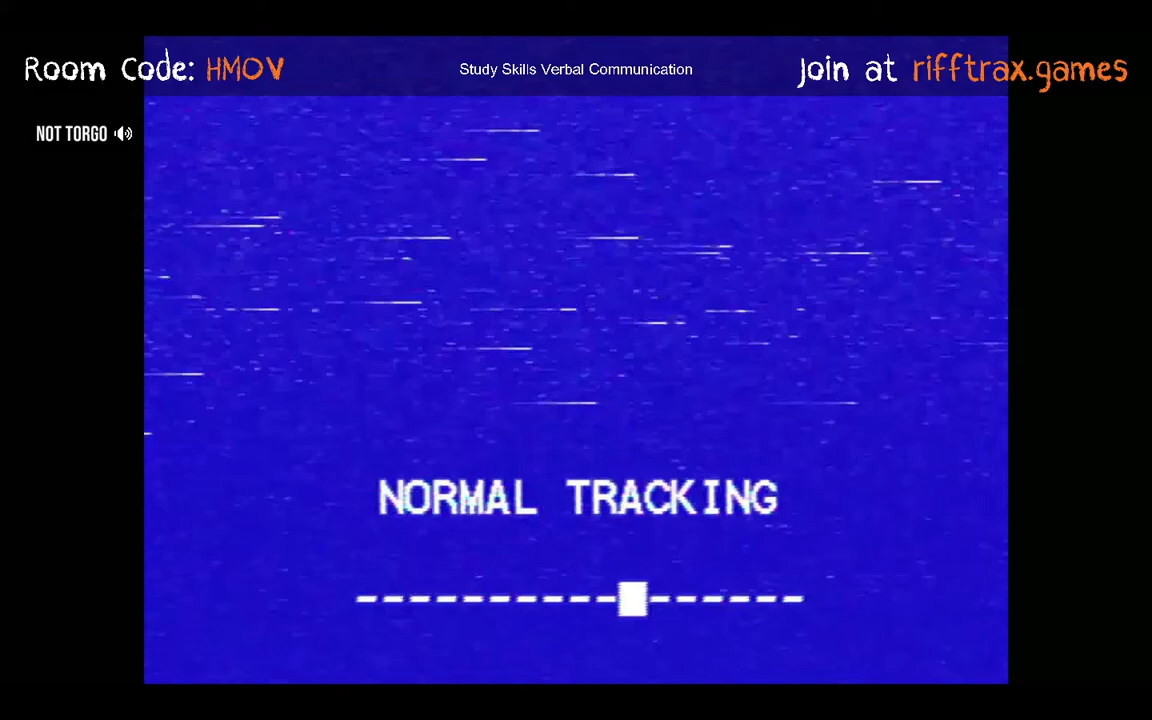 Room Code: HMOV
Study Skills Verbal Communication
Join at rifftrax.games
NOT TORGO
NORMAL TRACKING